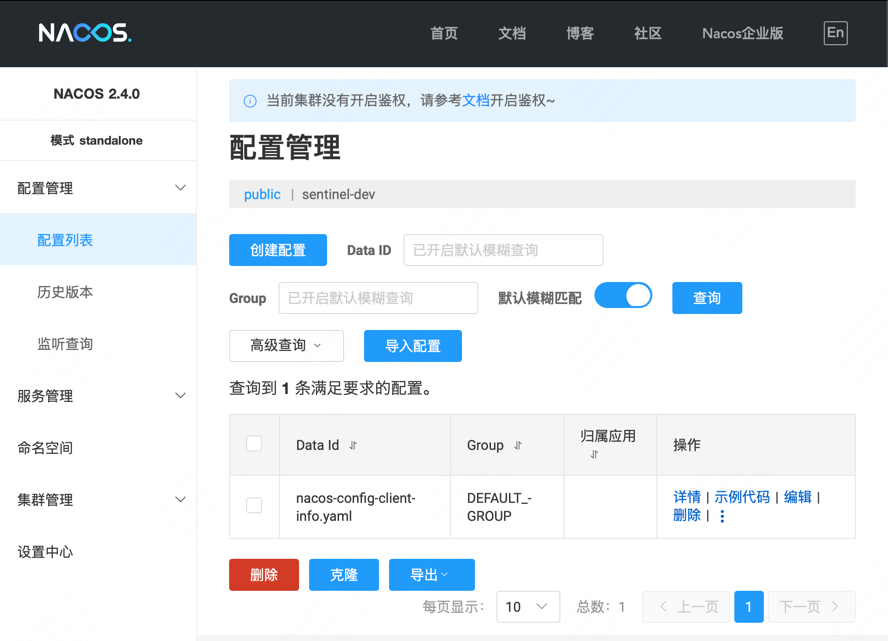 NACOS.
首页 文档 博客 社区 Nacos企业版 En
NACOS 2.4.0
模式 standalone
配置管理
配置列表
历史版本
监听查询
服务管理
命名空间
集群管理
设置中心
当前集群没有开启鉴权，请参考文档开启鉴权~
配置管理
public | sentinel-dev
创建配置 Data ID 已开启默认模糊查询
Group 已开启默认模糊查询 默认模糊匹配 查询
高级查询 导入配置
查询到 1 条满足要求的配置。
Data Id Group 归属应用 操作
nacos-config-client-
info.yaml
DEFAULT_-
GROUP
详情 | 示例代码 | 编辑 |
删除 |
删除 克隆 导出
每页显示： 10 总数：1 上一页 1 下一页